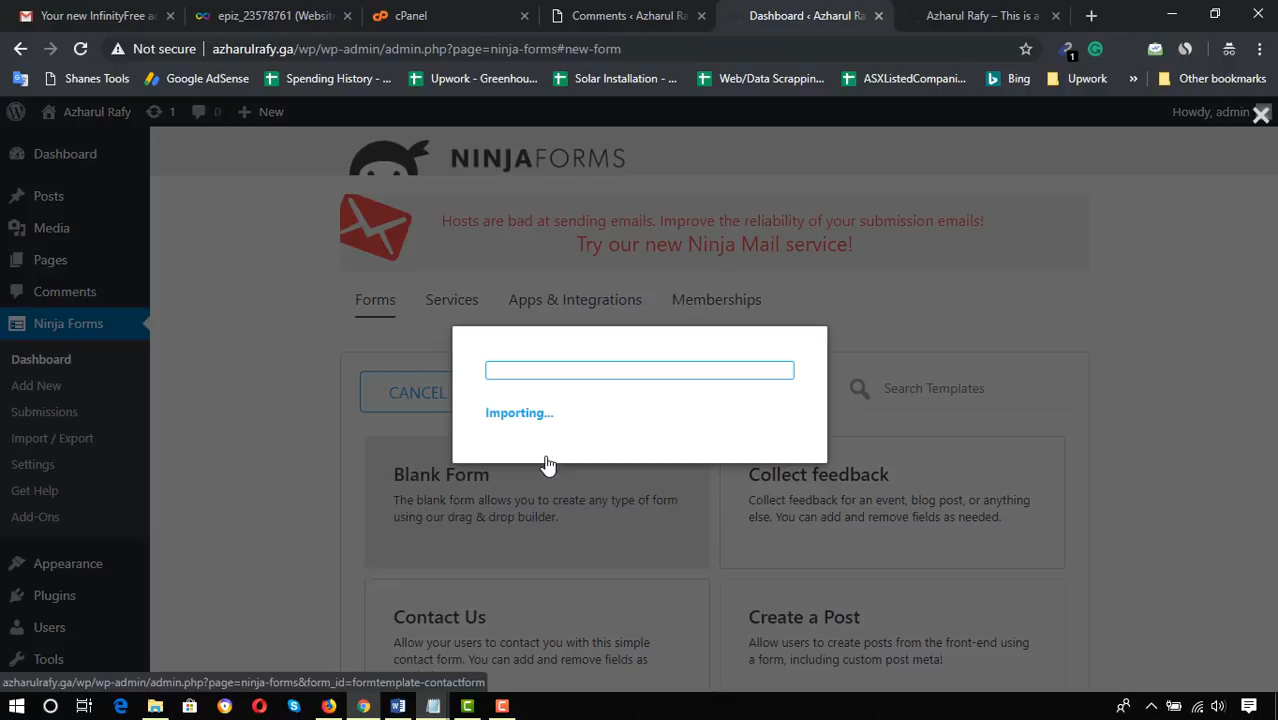 Your new InfinityFree ac
epiz_23578761 (Website
cPanel
Comments ‹ Azharul Ra
Dashboard ‹ Azharul Ra
Azharul Rafy – This is a
Not secure
azharulrafy.ga/wp/wp-admin/admin.php?page=ninja-forms#new-form
1
Shanes Tools
Google AdSense
Spending History - ...
Upwork - Greenhou...
Solar Installation - ...
Web/Data Scrappin...
ASXListedCompani...
Bing
Upwork
»
Other bookmarks
Azharul Rafy
1
0
New
Howdy, admin
Dashboard
Posts
Media
Pages
Comments
Ninja Forms
Dashboard
Add New
Submissions
Import / Export
Settings
Get Help
Add-Ons
Appearance
Plugins
Users
Tools
NINJAFORMS
Hosts are bad at sending emails. Improve the reliability of your submission emails!
Try our new Ninja Mail service!
Forms
Services
Apps & Integrations
Memberships
CANCEL
Search Templates
Importing...
Blank Form
The blank form allows you to create any type of form
using our drag & drop builder.
Collect feedback
Collect feedback for an event, blog post, or anything
else. You can add and remove fields as needed.
Contact Us
Allow your users to contact you with this simple
contact form. You can add and remove fields as
Create a Post
Allow users to create posts from the front-end using
a form, including custom post meta!
azharulrafy.ga/wp/wp-admin/admin.php?page=ninja-forms&form_id=formtemplate-contactform